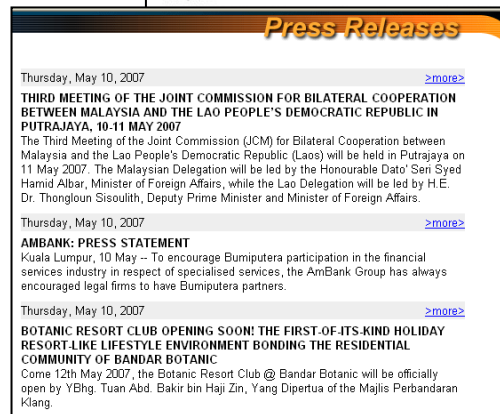 Press Releases
Thursday, May 10, 2007 >more>
THIRD MEETING OF THE JOINT COMMISSION FOR BILATERAL COOPERATION
BETWEEN MALAYSIA AND THE LAO PEOPLE'S DEMOCRATIC REPUBLIC IN
PUTRAJAYA, 10-11 MAY 2007
The Third Meeting of the Joint Commission (JCM) for Bilateral Cooperation between
Malaysia and the Lao People's Democratic Republic (Laos) will be held in Putrajaya on
11 May 2007. The Malaysian Delegation will be led by the Honourable Dato' Seri Syed
Hamid Albar, Minister of Foreign Affairs, while the Lao Delegation will be led by H.E.
Dr. Thongloun Sisoulith, Deputy Prime Minister and Minister of Foreign Affairs.
Thursday, May 10, 2007 >more>
AMBANK: PRESS STATEMENT
Kuala Lumpur, 10 May -- To encourage Bumiputera participation in the financial
services industry in respect of specialised services, the AmBank Group has always
encouraged legal firms to have Bumiputera partners.
Thursday, May 10, 2007 >more>
BOTANIC RESORT CLUB OPENING SOON! THE FIRST-OF-ITS-KIND HOLIDAY
RESORT-LIKE LIFESTYLE ENVIRONMENT BONDING THE RESIDENTIAL
COMMUNITY OF BANDAR BOTANIC
Come 12th May 2007, the Botanic Resort Club @ Bandar Botanic will be officially
open by YBhg. Tuan Abd. Bakir bin Haji Zin, Yang Dipertua of the Majlis Perbandaran
Klang.